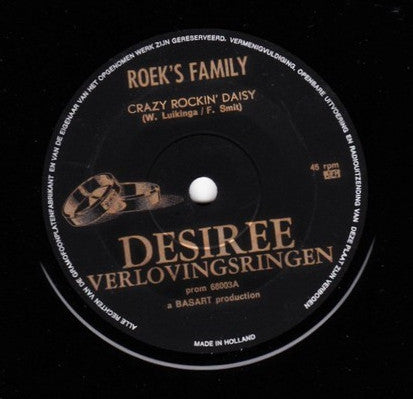 ALLE RECHTEN VAN DE GRAMOFOONPLATENFABRIKANT EN VAN DE EIGENAAR VAN HET OPGENOMEN WERK ZIJN GERESERVEERD. VERMENIGVULDIGING, OPENBARE UITVOERING EN RADIOUITZENDING VAN DEZE PLAAT ZIJN VERBODEN
ROEK'S FAMILY
CRAZY ROCKIN' DAISY
(W. Luikinga / F. Smit)
45 rpm
DESIREE
VERLOVINGSRINGEN
prom 68003A
a BASART production
MADE IN HOLLAND